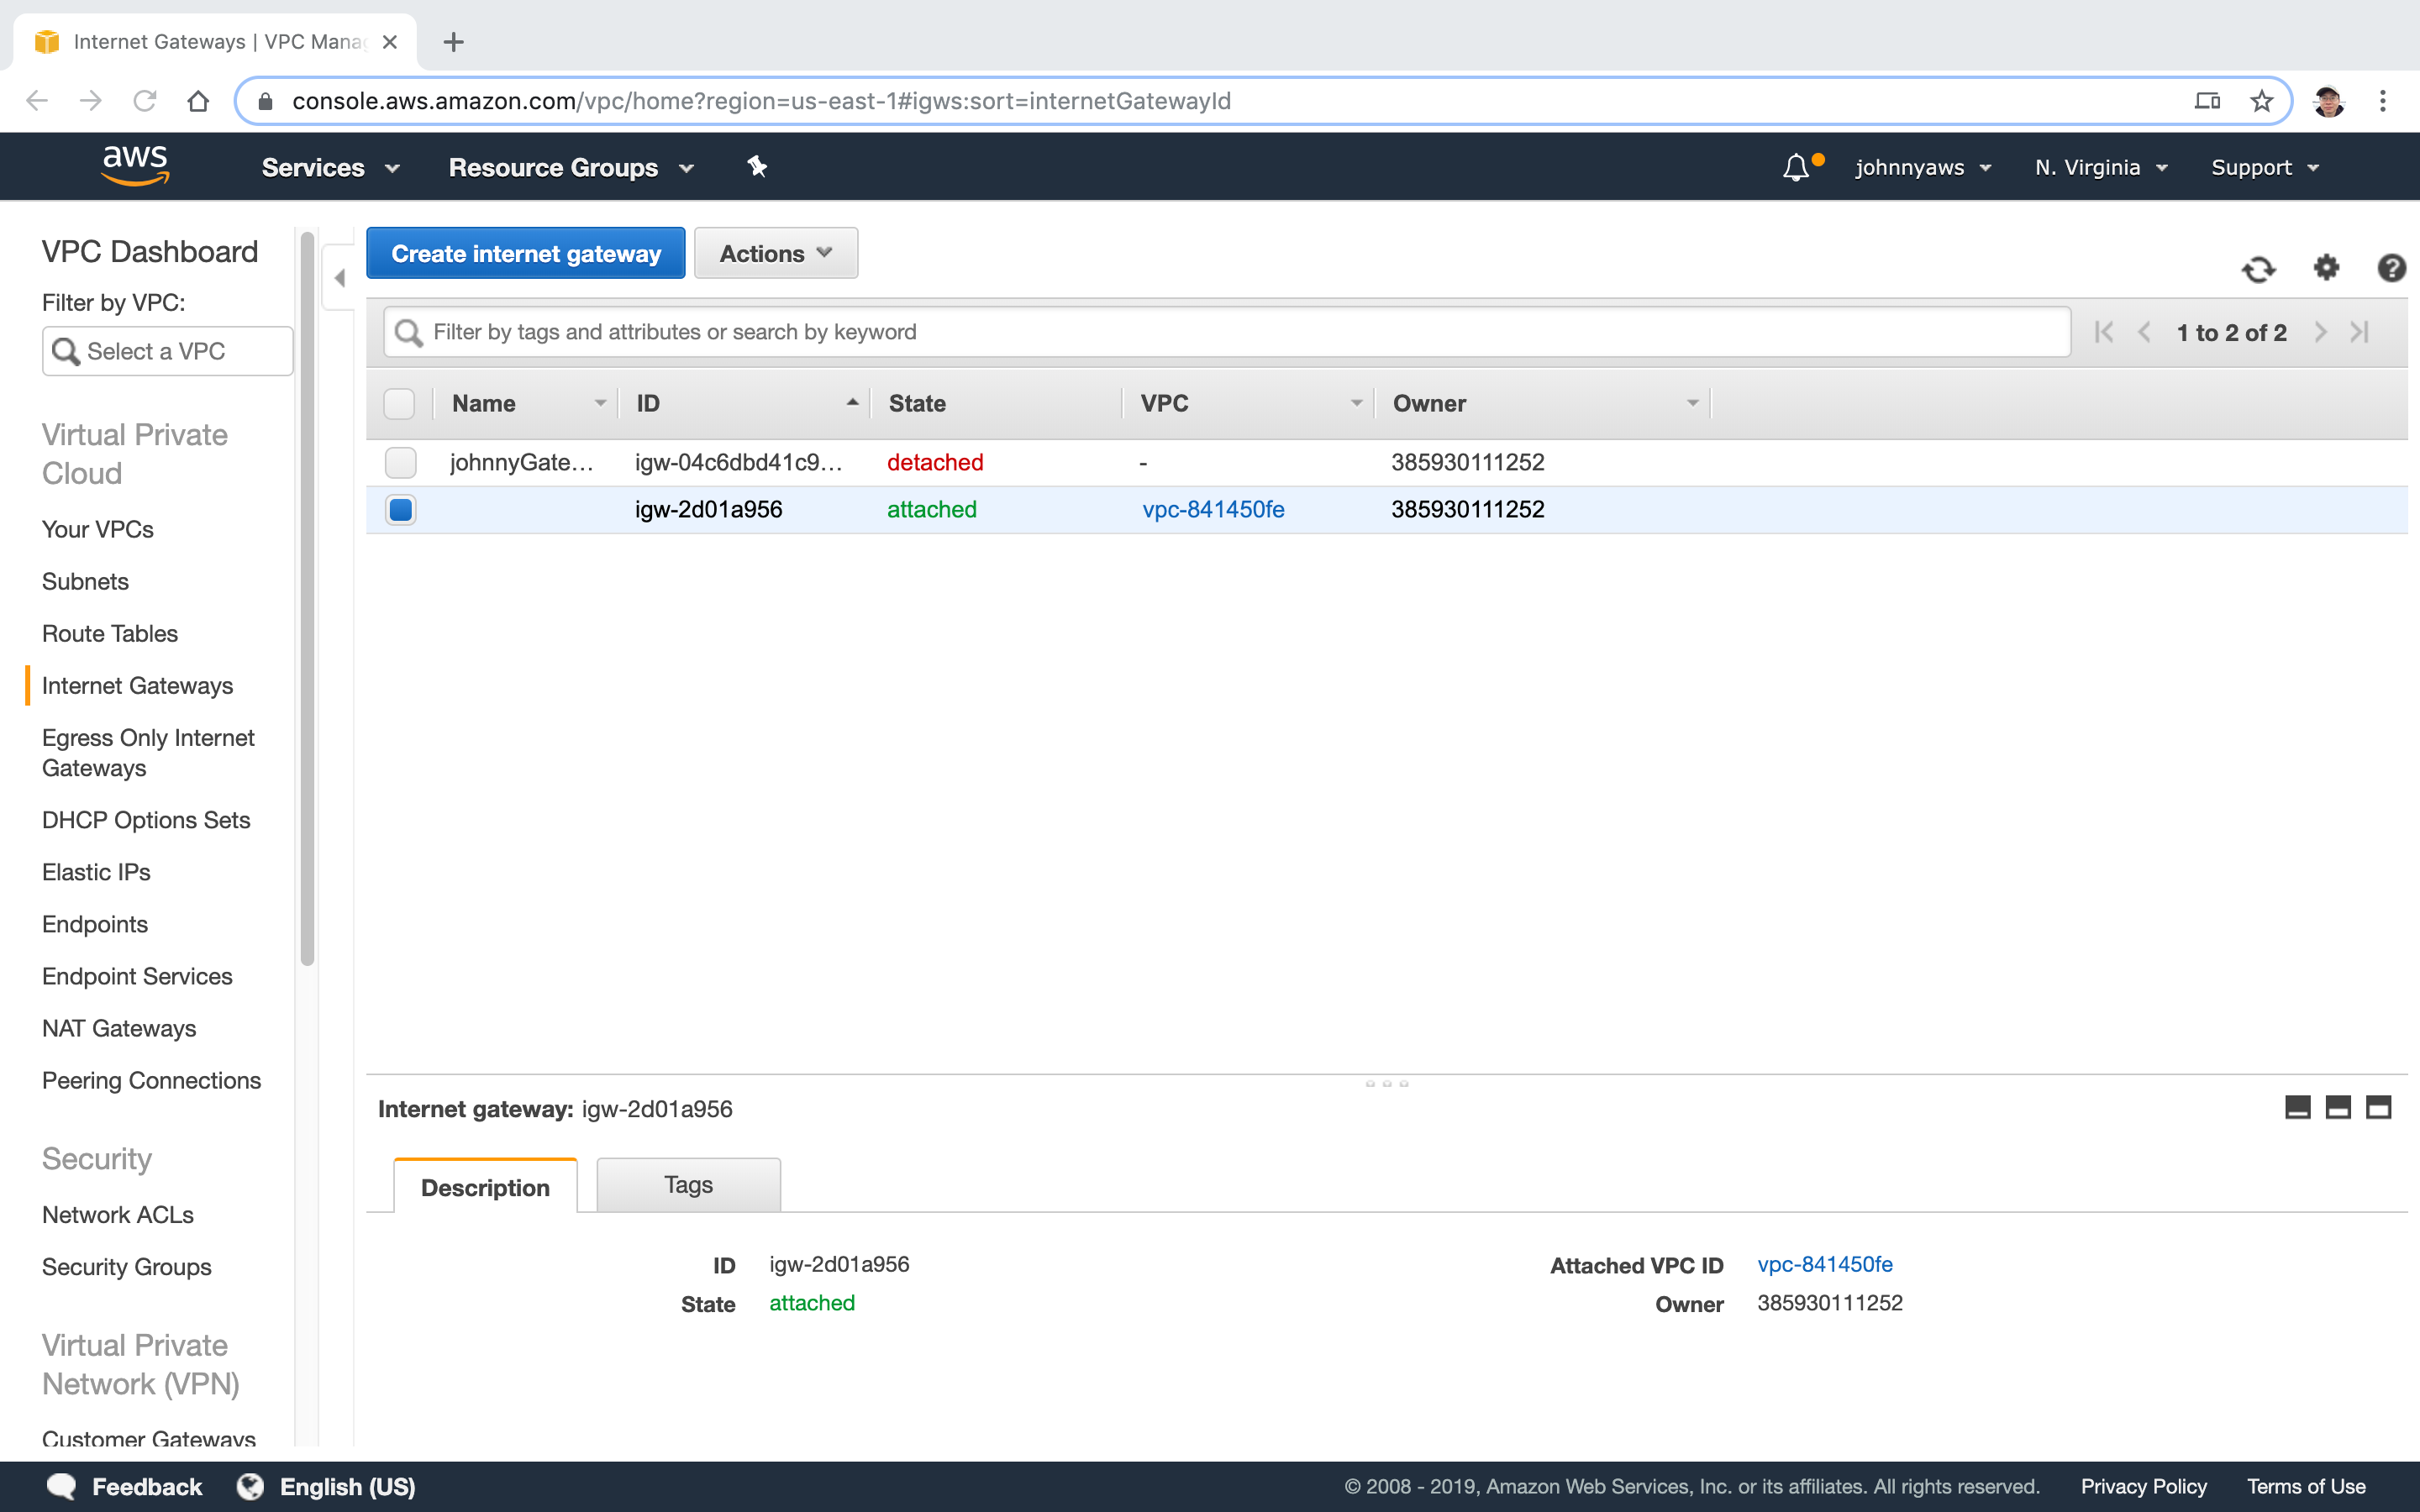 Internet Gateways | VPC Mana
console.aws.amazon.com/vpc/home?region=us-east-1#igws:sort=internetGatewayId
aws
Services
Resource Groups
johnnyaws
N. Virginia
Support
VPC Dashboard
Filter by VPC:
Select a VPC
Virtual Private
Cloud
Your VPCs
Subnets
Route Tables
Internet Gateways
Egress Only Internet
Gateways
DHCP Options Sets
Elastic IPs
Endpoints
Endpoint Services
NAT Gateways
Peering Connections
Security
Network ACLs
Security Groups
Virtual Private
Network (VPN)
Customer Gateways
Create internet gateway
Actions
Filter by tags and attributes or search by keyword
1 to 2 of 2
Name ID State VPC Owner
johnnyGate... igw-04c6dbd41c9... detached - 385930111252
igw-2d01a956 attached vpc-841450fe 385930111252
Internet gateway: igw-2d01a956
Description
Tags
ID igw-2d01a956
State attached
Attached VPC ID vpc-841450fe
Owner 385930111252
Feedback
English (US)
© 2008 - 2019, Amazon Web Services, Inc. or its affiliates. All rights reserved.
Privacy Policy
Terms of Use